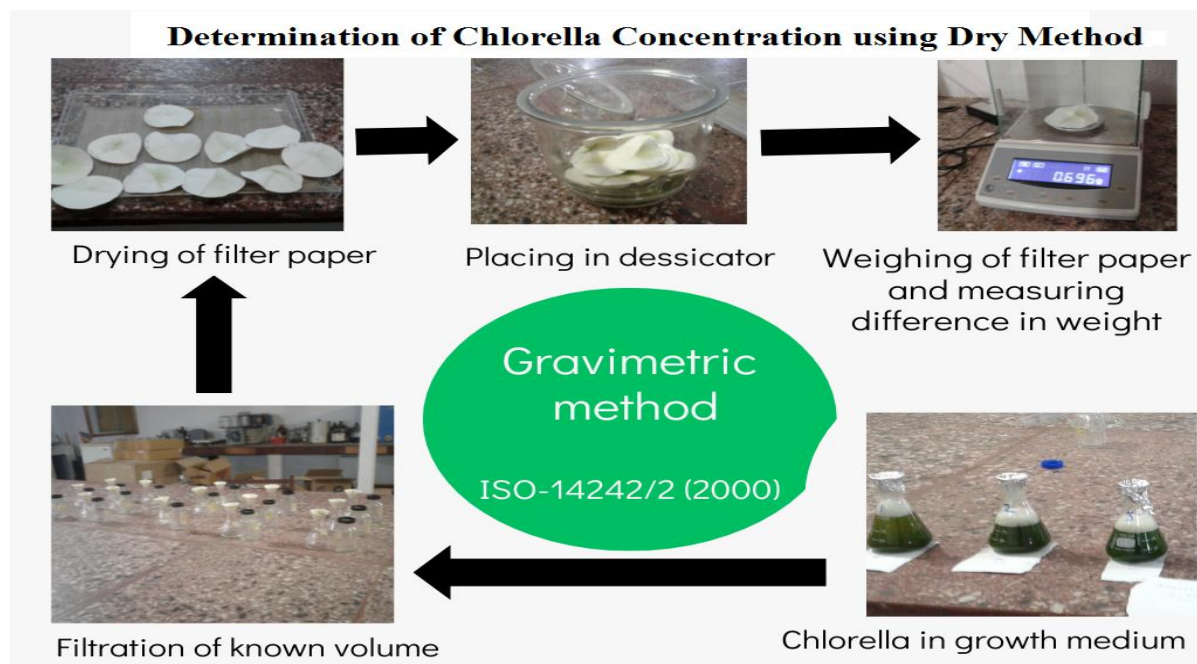 Determination of Chlorella Concentration using Dry Method
Drying of filter paper
Placing in dessicator
Weighing of filter paper
and measuring
difference in weight
0.696
Gravimetric
method
ISO-14242/2 (2000)
Filtration of known volume
Chlorella in growth medium